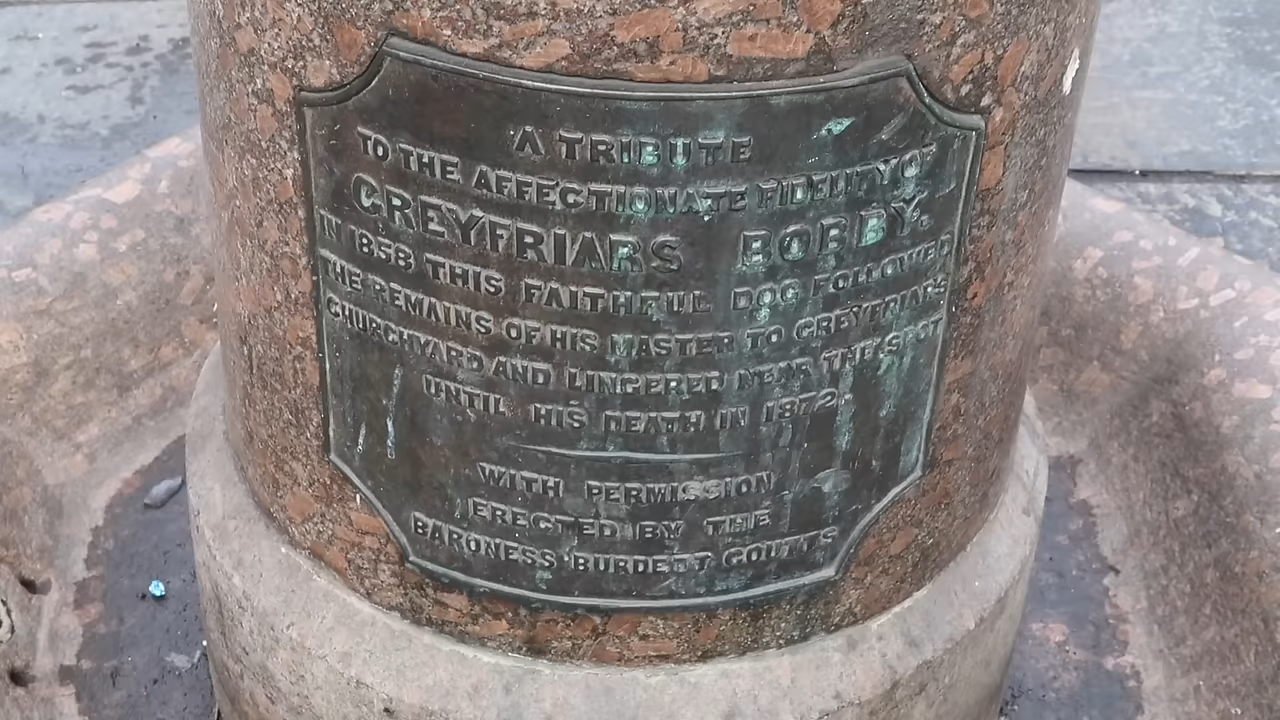 A TRIBUTE
TO THE AFFECTIONATE FIDELITY OF
GREYFRIARS BOBBY.
IN 1858 THIS FAITHFUL DOG FOLLOWED
THE REMAINS OF HIS MASTER TO GREYFRIARS
CHURCHYARD AND LINGERED NEAR THE SPOT
UNTIL HIS DEATH IN 1872.
WITH PERMISSION
ERECTED BY THE
BARONESS BURDETT COUTTS